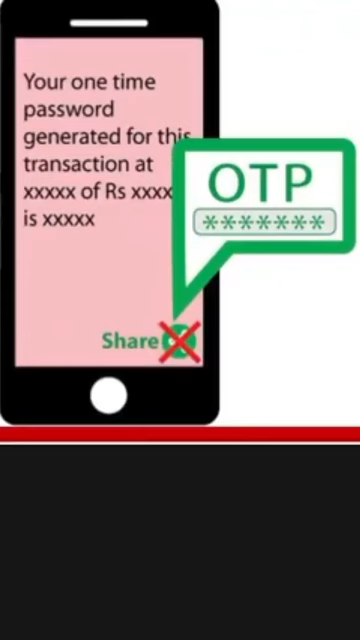 Your one time
password
generated for this
transaction at
xxxxx of Rs xxxx
is xxxxx
OTP
*******
Share